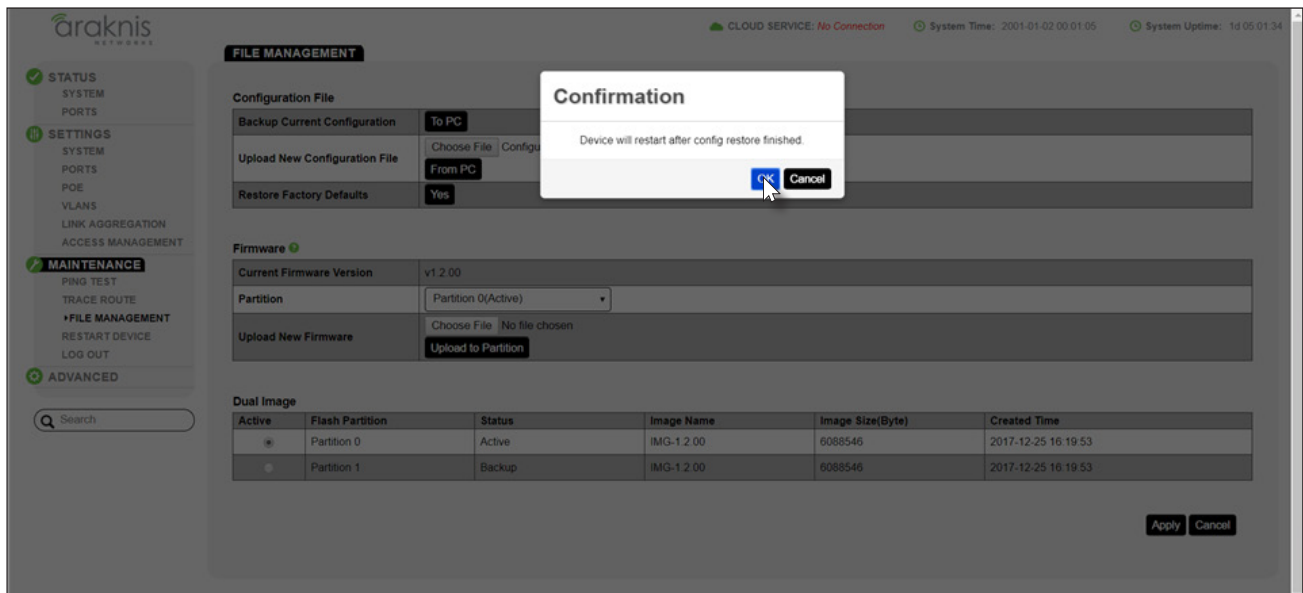 araknis
NETWORKS
CLOUD SERVICE: No Connection System Time: 2001-01-02 00:01:05 System Uptime: 1d 05:01:34
FILE MANAGEMENT
STATUS
SYSTEM
PORTS
SETTINGS
SYSTEM
PORTS
POE
VLANS
LINK AGGREGATION
ACCESS MANAGEMENT
MAINTENANCE
PING TEST
TRACE ROUTE
FILE MANAGEMENT
RESTART DEVICE
LOG OUT
ADVANCED
Search
Configuration File
Backup Current Configuration To PC
Upload New Configuration File Choose File Configu
From PC
Restore Factory Defaults Yes
Confirmation
Device will restart after config restore finished.
OK Cancel
Firmware
Current Firmware Version v1.2.00
Partition Partition 0(Active)
Upload New Firmware Choose File No file chosen
Upload to Partition
Dual Image
Active Flash Partition Status Image Name Image Size(Byte) Created Time
Partition 0 Active IMG-1.2.00 6088546 2017-12-25 16:19:53
Partition 1 Backup IMG-1.2.00 6088546 2017-12-25 16:19:53
Apply Cancel